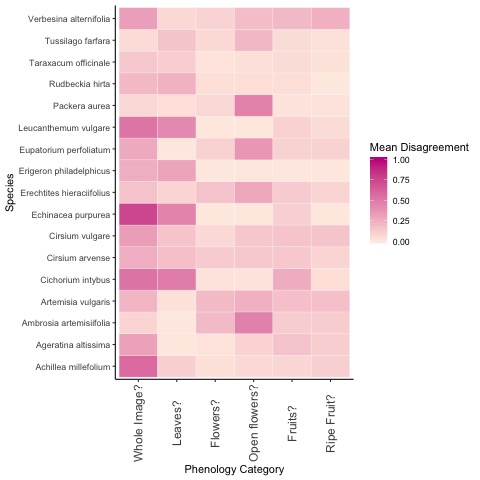 Verbesina alternifolia
Tussilago farfara
Taraxacum officinale
Rudbeckia hirta
Packera aurea
Leucanthemum vulgare
Eupatorium perfoliatum
Erigeron philadelphicus
Erechtites hieraciifolius
Echinacea purpurea
Cirsium vulgare
Cirsium arvense
Cichorium intybus
Artemisia vulgaris
Ambrosia artemisiifolia
Ageratina altissima
Achillea millefolium
Species
Whole Image?
Leaves?
Flowers?
Open flowers?
Fruits?
Ripe Fruit?
Phenology Category
Mean Disagreement
1.00
0.75
0.50
0.25
0.00